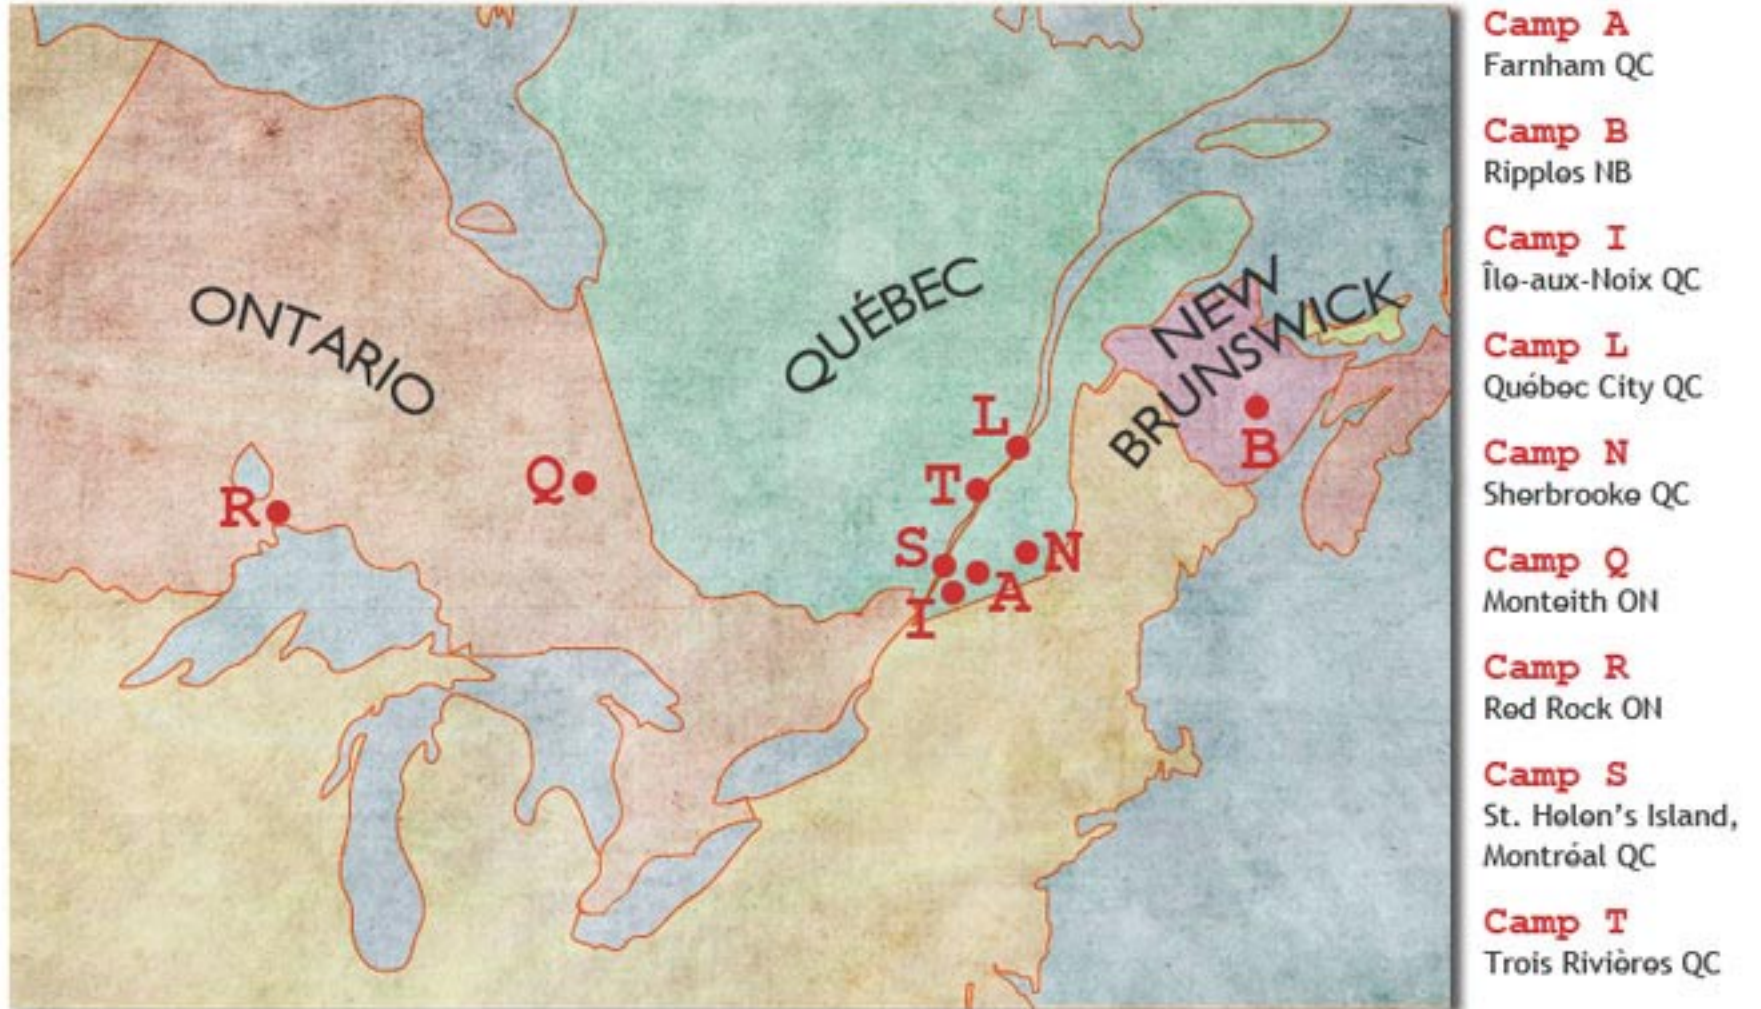 ONTARIO
QUÉBEC
NEW
BRUNSWICK
L
B
Q
T
R
S
N
A
I
Camp A
Farnham QC
Camp B
Ripples NB
Camp I
Île-aux-Noix QC
Camp L
Québec City QC
Camp N
Sherbrooke QC
Camp Q
Monteith ON
Camp R
Red Rock ON
Camp S
St. Helen's Island,
Montréal QC
Camp T
Trois Rivières QC